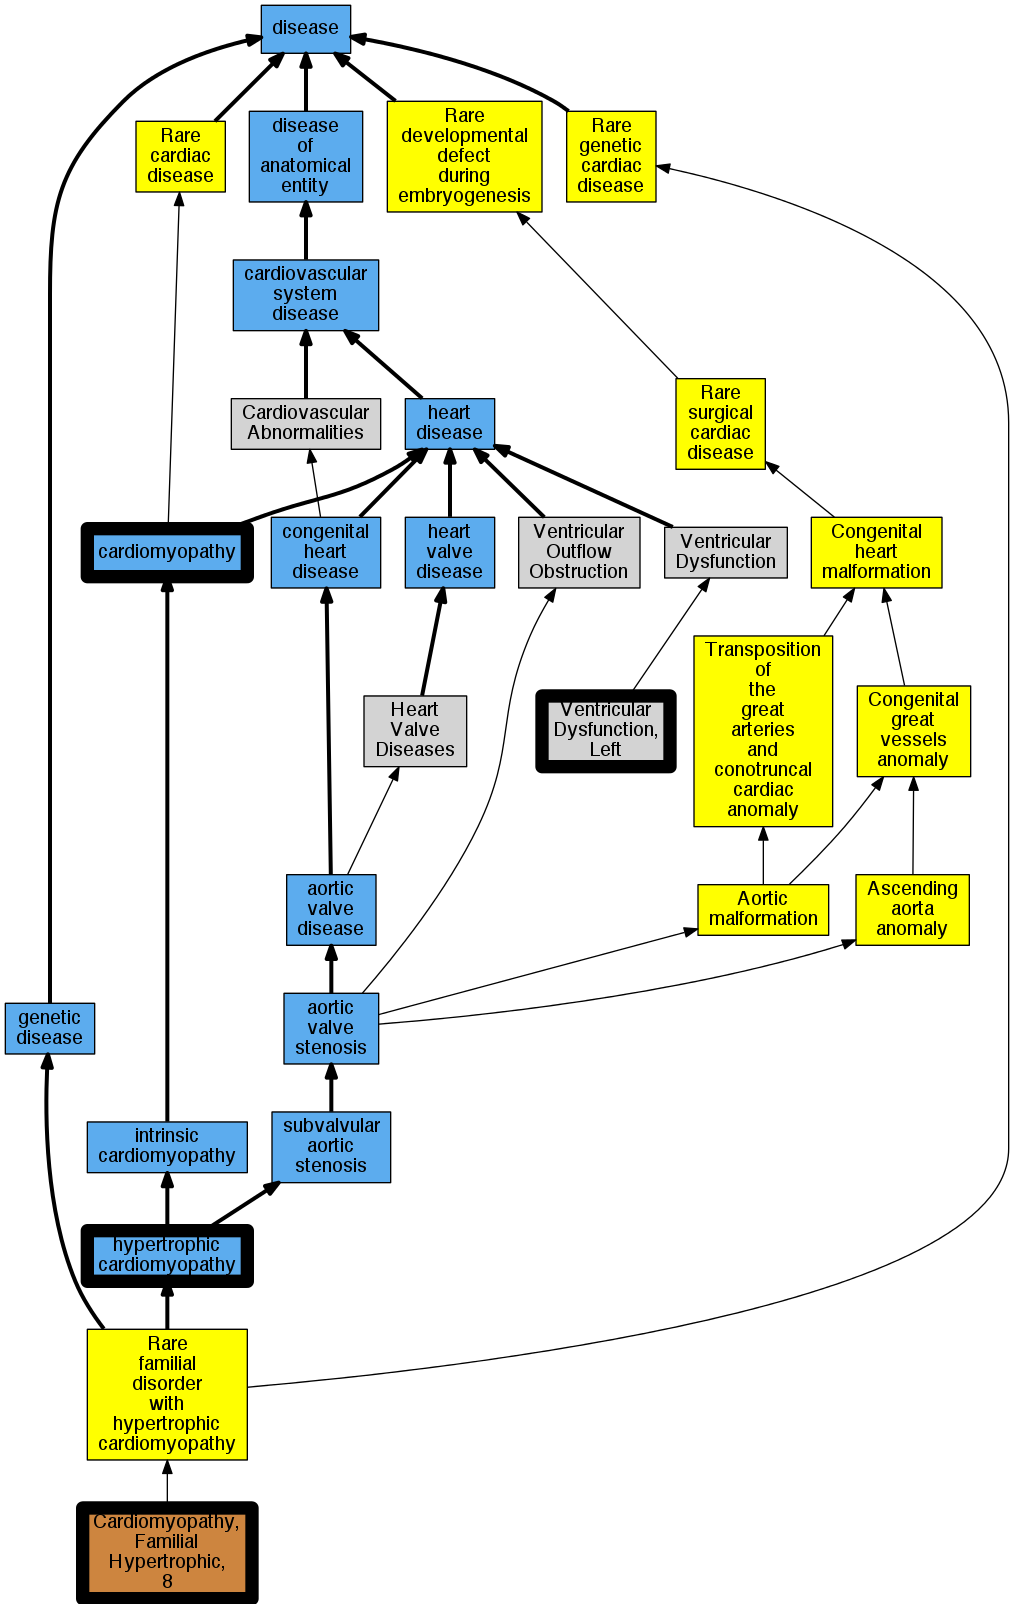 disease
Rare
cardiac
disease
disease
of
anatomical
entity
Rare
developmental
defect
during
embryogenesis
Rare
genetic
cardiac
disease
cardiovascular
system
disease
Cardiovascular
Abnormalities
heart
disease
Rare
surgical
cardiac
disease
cardiomyopathy
congenital
heart
disease
heart
valve
disease
Ventricular
Outflow
Obstruction
Ventricular
Dysfunction
Congenital
heart
malformation
Transposition
of
the
great
arteries
and
conotruncal
cardiac
anomaly
Congenital
great
vessels
anomaly
Heart
Valve
Diseases
Ventricular
Dysfunction,
Left
aortic
valve
disease
Aortic
malformation
Ascending
aorta
anomaly
genetic
disease
aortic
valve
stenosis
intrinsic
cardiomyopathy
subvalvular
aortic
stenosis
hypertrophic
cardiomyopathy
Rare
familial
disorder
with
hypertrophic
cardiomyopathy
Cardiomyopathy,
Familial
Hypertrophic,
8